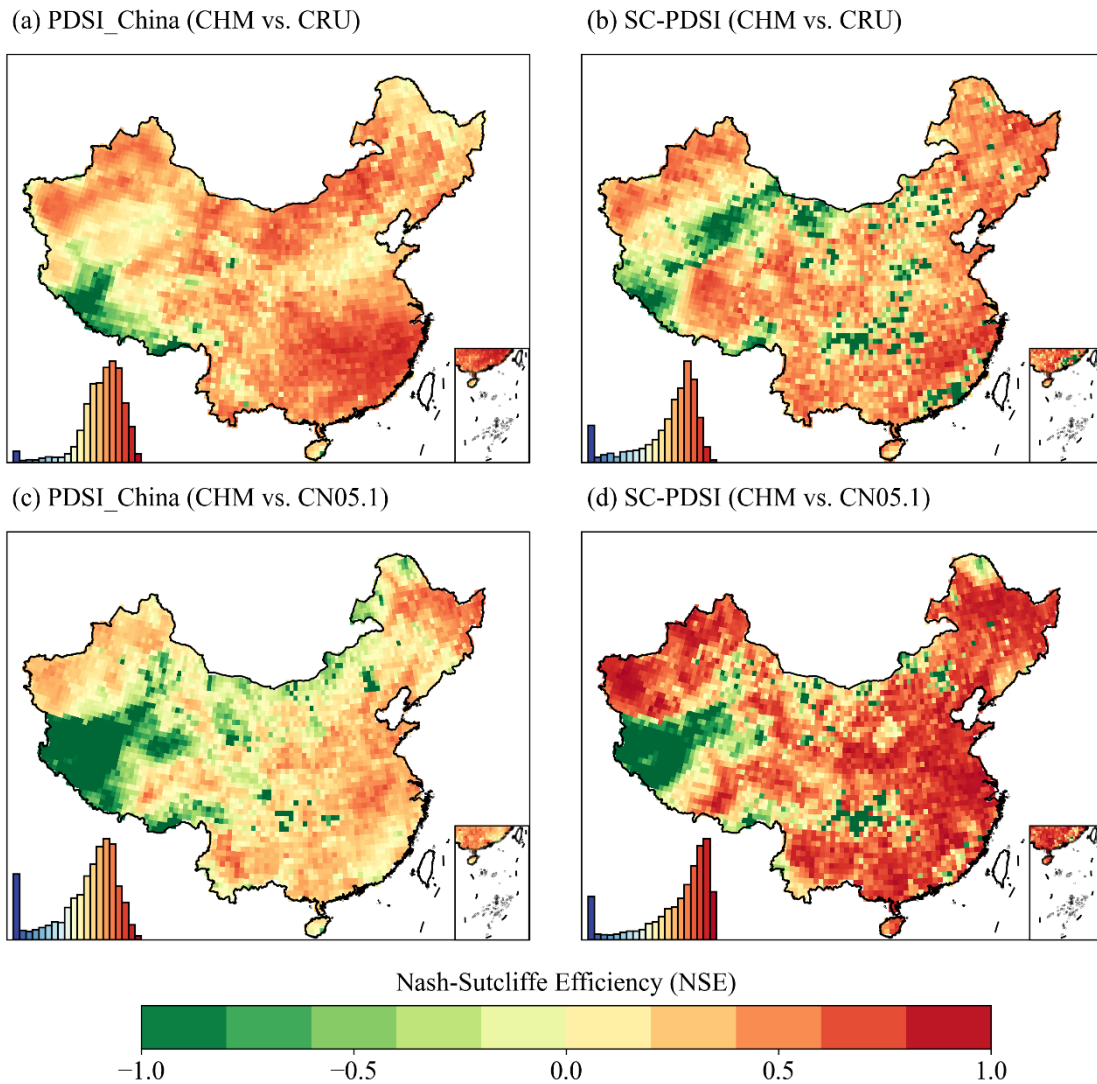 (a) PDSI_China (CHM vs. CRU)
(b) SC-PDSI (CHM vs. CRU)
(c) PDSI_China (CHM vs. CN05.1)
(d) SC-PDSI (CHM vs. CN05.1)
Nash-Sutcliffe Efficiency (NSE)
−1.0 −0.5 0.0 0.5 1.0